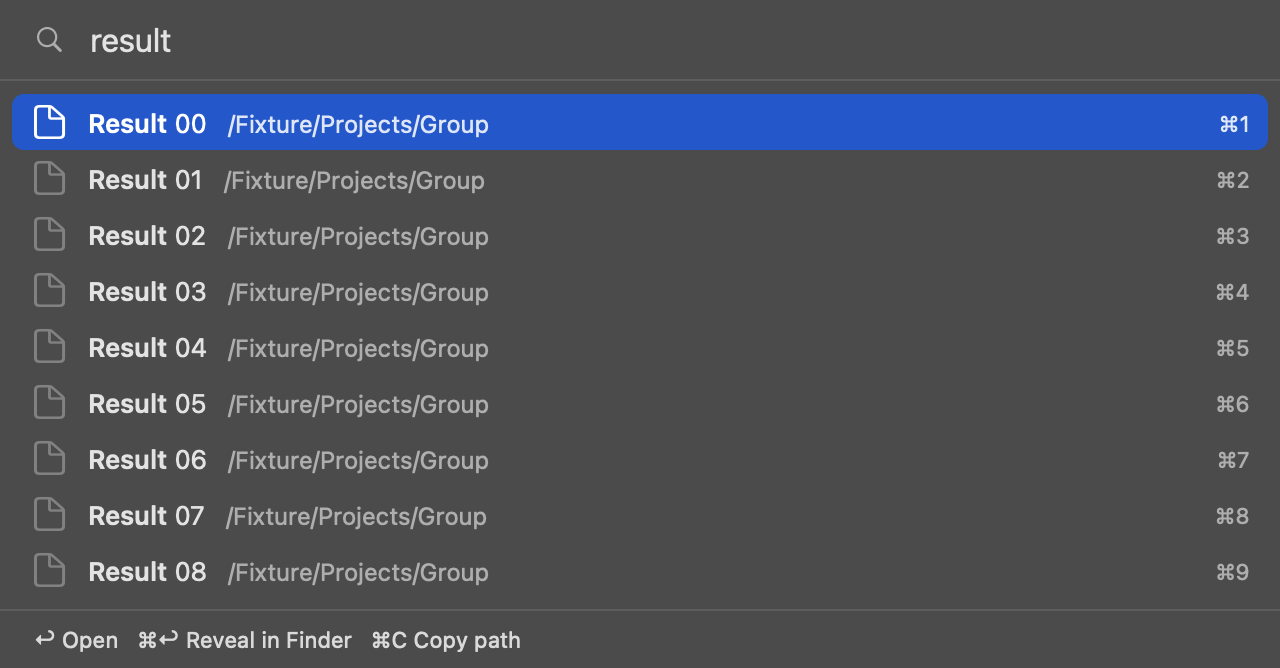 result
Result 00 /Fixture/Projects/Group ⌘1
Result 01 /Fixture/Projects/Group ⌘2
Result 02 /Fixture/Projects/Group ⌘3
Result 03 /Fixture/Projects/Group ⌘4
Result 04 /Fixture/Projects/Group ⌘5
Result 05 /Fixture/Projects/Group ⌘6
Result 06 /Fixture/Projects/Group ⌘7
Result 07 /Fixture/Projects/Group ⌘8
Result 08 /Fixture/Projects/Group ⌘9
↩ Open ⌘↩ Reveal in Finder ⌘C Copy path